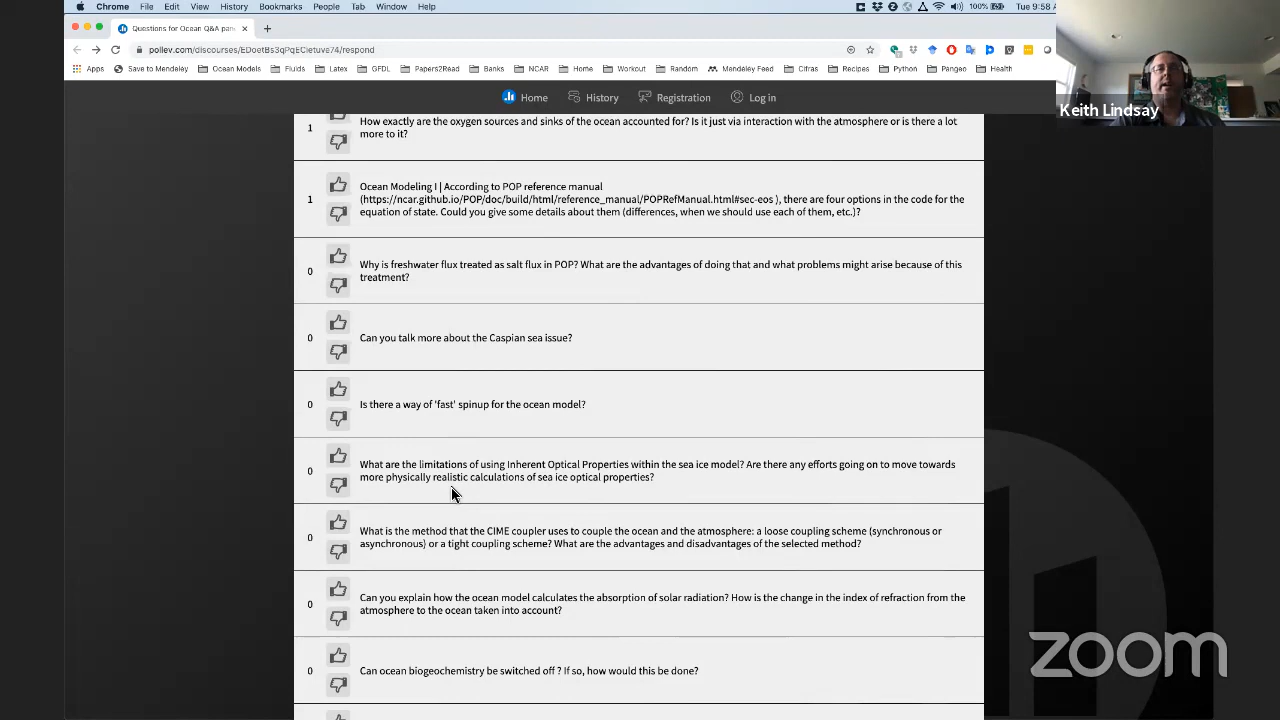 Chrome File Edit View History Bookmarks People Tab Window Help 100% Tue 9:58 A
Questions for Ocean Q&A pan
pollev.com/discourses/EDoetBs3qPqECietuve74/respond
Apps Save to Mendeley Ocean Models Fluids Latex GFDL Papers2Read Banks NCAR Home Workout Random Mendeley Feed Citras Recipes Python Pangeo Health
Home History Registration Log in
Keith Lindsay
1 How exactly are the oxygen sources and sinks of the ocean accounted for? Is it just via interaction with the atmosphere or is there a lot
more to it?
Ocean Modeling I | According to POP reference manual
1 (https://ncar.github.io/POP/doc/build/html/reference_manual/POPRefManual.html#sec-eos ), there are four options in the code for the
equation of state. Could you give some details about them (differences, when we should use each of them, etc.)?
0 Why is freshwater flux treated as salt flux in POP? What are the advantages of doing that and what problems might arise because of this
treatment?
0 Can you talk more about the Caspian sea issue?
0 Is there a way of 'fast' spinup for the ocean model?
0 What are the limitations of using Inherent Optical Properties within the sea ice model? Are there any efforts going on to move towards
more physically realistic calculations of sea ice optical properties?
0 What is the method that the CIME coupler uses to couple the ocean and the atmosphere: a loose coupling scheme (synchronous or
asynchronous) or a tight coupling scheme? What are the advantages and disadvantages of the selected method?
0 Can you explain how the ocean model calculates the absorption of solar radiation? How is the change in the index of refraction from the
atmosphere to the ocean taken into account?
0 Can ocean biogeochemistry be switched off ? If so, how would this be done?
zoom